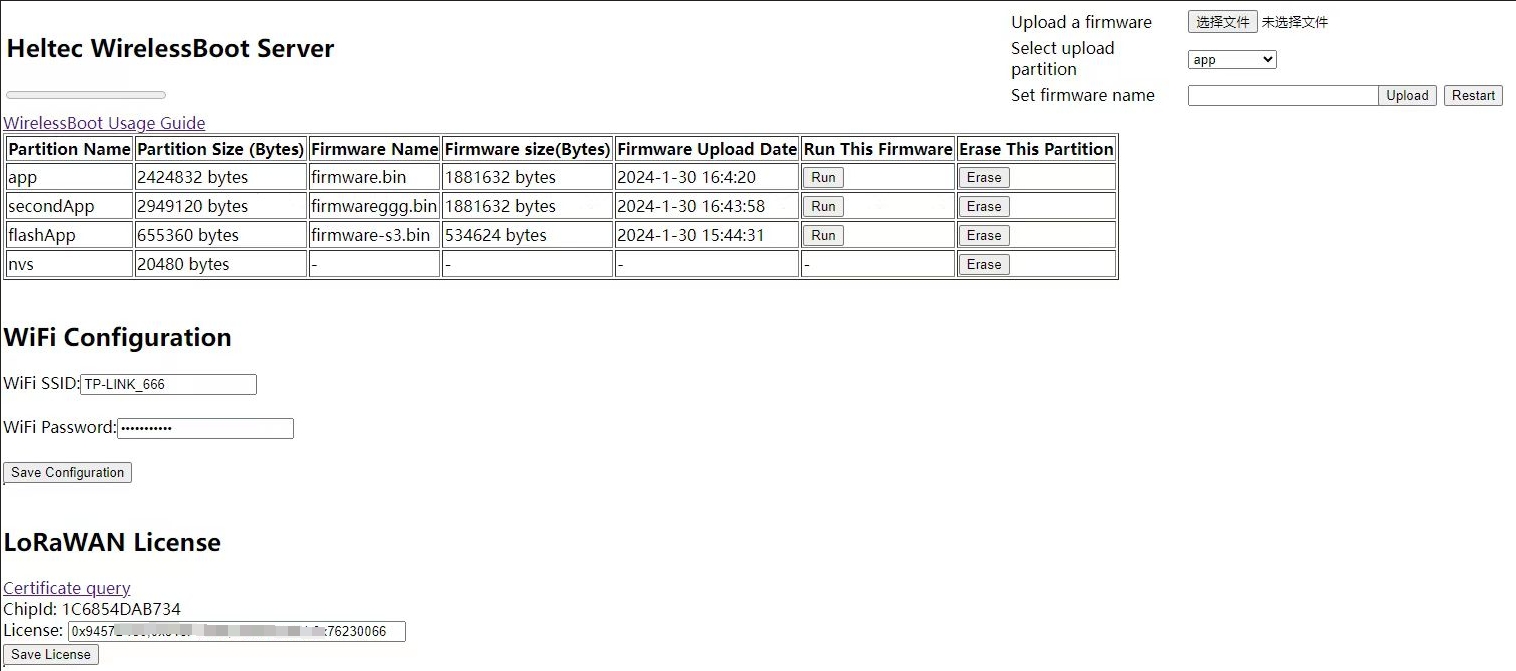 Heltec WirelessBoot Server
Upload a firmware 选择文件 未选择文件
Select upload
partition app
Set firmware name Upload Restart
WirelessBoot Usage Guide
Partition Name Partition Size (Bytes) Firmware Name Firmware size(Bytes) Firmware Upload Date Run This Firmware Erase This Partition
app 2424832 bytes firmware.bin 1881632 bytes 2024-1-30 16:4:20 Run Erase
secondApp 2949120 bytes firmwareggg.bin 1881632 bytes 2024-1-30 16:43:58 Run Erase
flashApp 655360 bytes firmware-s3.bin 534624 bytes 2024-1-30 15:44:31 Run Erase
nvs 20480 bytes - - - - Erase
WiFi Configuration
WiFi SSID: TP-LINK_666
WiFi Password: •••••••••••
Save Configuration
LoRaWAN License
Certificate query
ChipId: 1C6854DAB734
License:
Save License